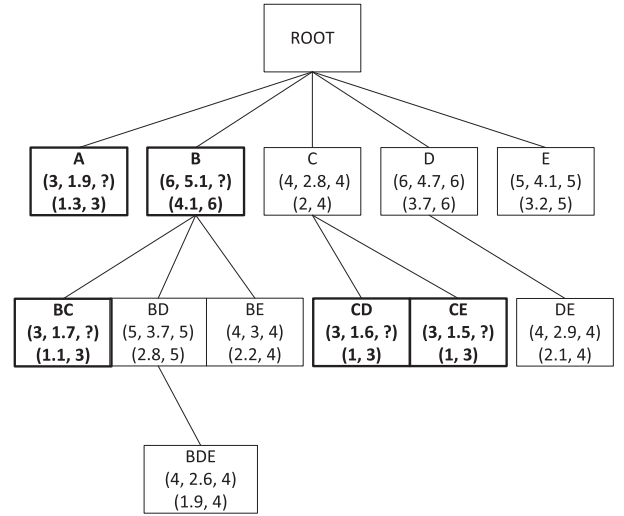 ROOT
A
(3, 1.9, ?)
(1.3, 3)
B
(6, 5.1, ?)
(4.1, 6)
C
(4, 2.8, 4)
(2, 4)
D
(6, 4.7, 6)
(3.7, 6)
E
(5, 4.1, 5)
(3.2, 5)
BC
(3, 1.7, ?)
(1.1, 3)
BD
(5, 3.7, 5)
(2.8, 5)
BE
(4, 3, 4)
(2.2, 4)
CD
(3, 1.6, ?)
(1, 3)
CE
(3, 1.5, ?)
(1, 3)
DE
(4, 2.9, 4)
(2.1, 4)
BDE
(4, 2.6, 4)
(1.9, 4)